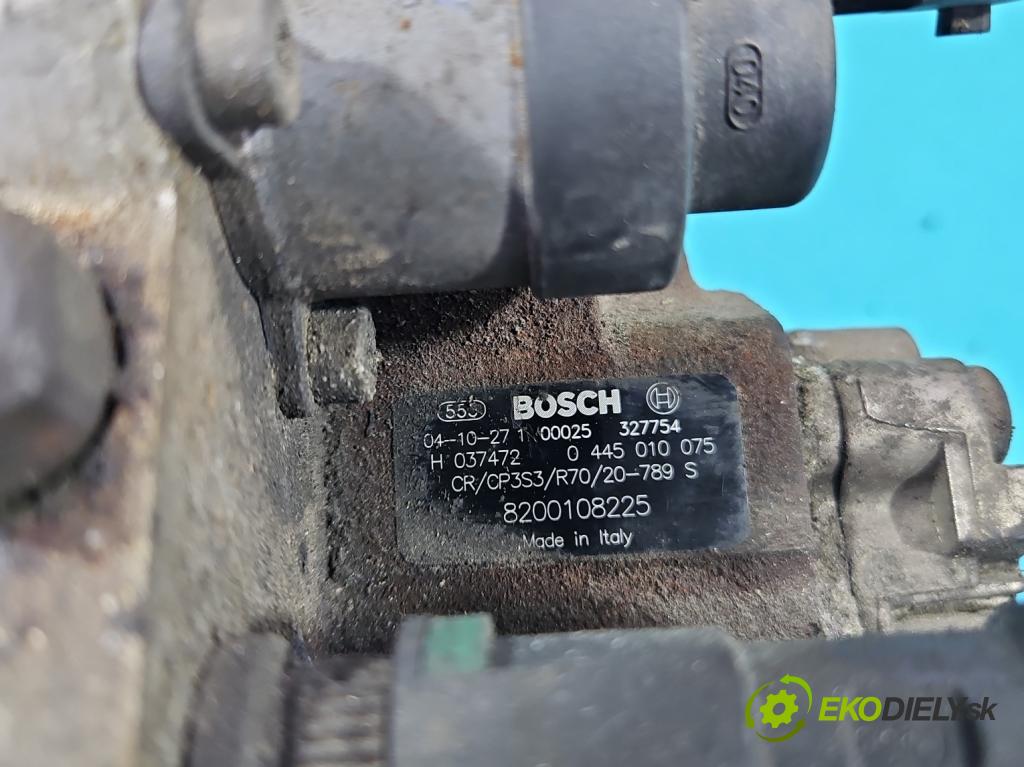 040
BOSCH
04-10-27 00025 327754
H 037472 0 445 010 075
CR/CP3S3/R70/20-789 S
8200108225
Made in Italy
EKODIELY.sk